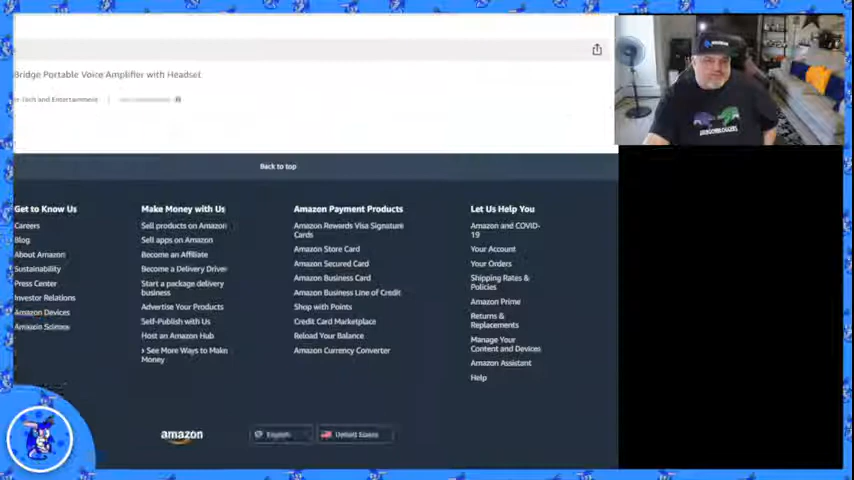 Bridge Portable Voice Amplifier with Headset
Tech and Entertainment
Back to top
Get to Know Us
Careers
Blog
About Amazon
Sustainability
Press Center
Investor Relations
Amazon Devices
Amazon Science
Make Money with Us
Sell products on Amazon
Sell apps on Amazon
Become an Affiliate
Become a Delivery Driver
Start a package delivery
business
Advertise Your Products
Self-Publish with Us
Host an Amazon Hub
› See More Ways to Make
Money
Amazon Payment Products
Amazon Rewards Visa Signature
Cards
Amazon Store Card
Amazon Secured Card
Amazon Business Card
Amazon Business Line of Credit
Shop with Points
Credit Card Marketplace
Reload Your Balance
Amazon Currency Converter
Let Us Help You
Amazon and COVID-
19
Your Account
Your Orders
Shipping Rates &
Policies
Amazon Prime
Returns &
Replacements
Manage Your
Content and Devices
Amazon Assistant
Help
amazon
English
United States
DRAGONBLOGGERS